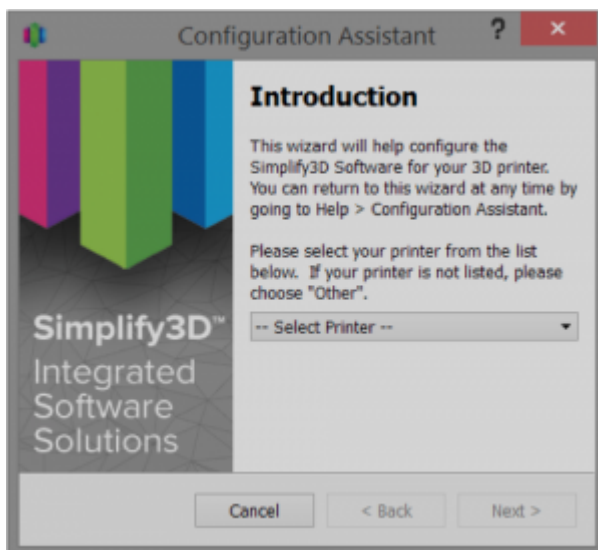 Configuration Assistant
?
×
Introduction
This wizard will help configure the
Simplify3D Software for your 3D printer.
You can return to this wizard at any time by
going to Help > Configuration Assistant.
Please select your printer from the list
below.  If your printer is not listed, please
choose "Other".
-- Select Printer --
Simplify3D™
Integrated
Software
Solutions
Cancel
< Back
Next >